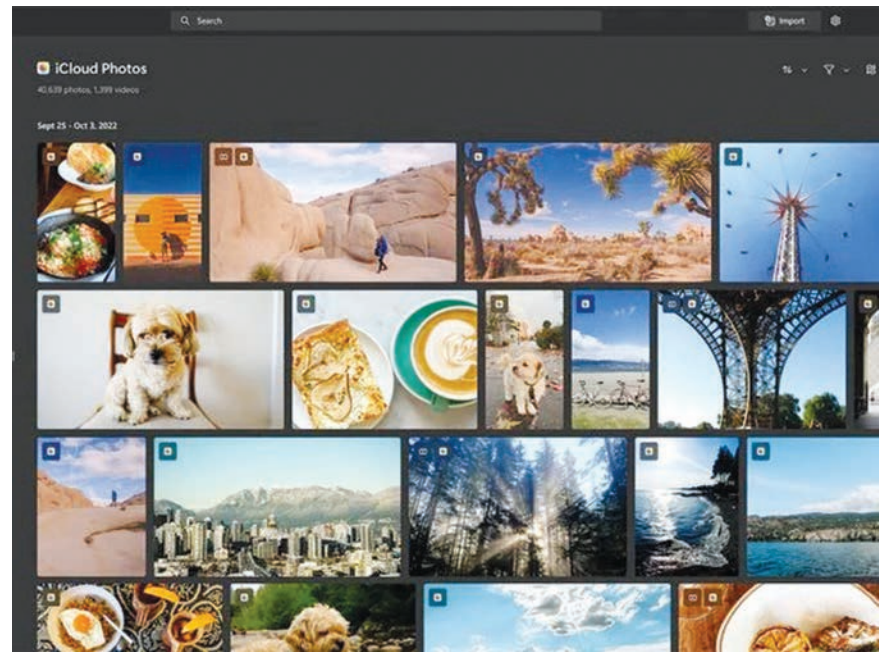 Search
Import
iCloud Photos
40,639 photos, 1,399 videos
Sept 25 - Oct 3, 2022